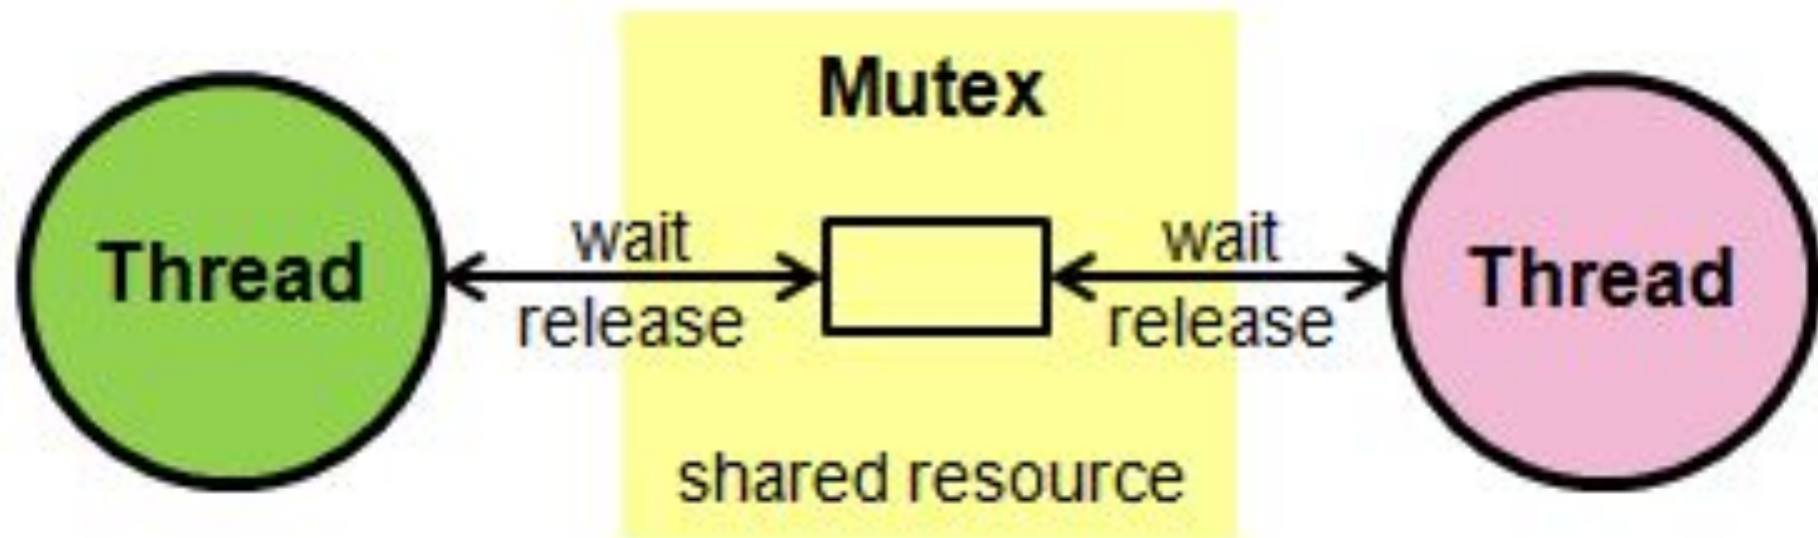 Mutex
Thread
wait
release
wait
release
Thread
shared resource